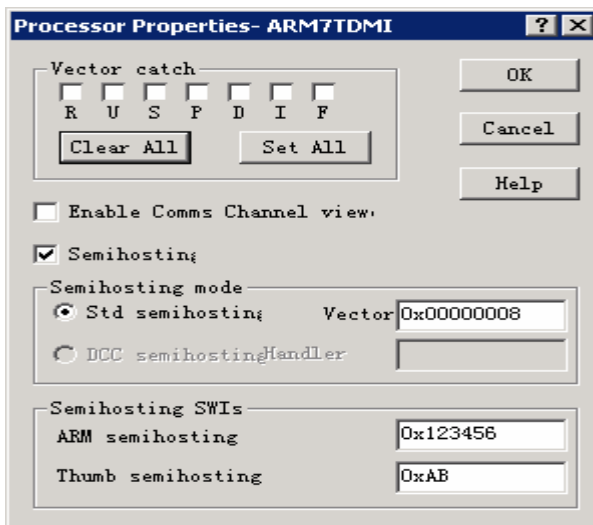 Processor Properties- ARM7TDMI
Vector catch
R U S P D I F
Clear All Set All
OK
Cancel
Help
Enable Comms Channel view
Semihosting
Semihosting mode
Std semihosting Vector 0x00000008
DCC semihosting Handler
Semihosting SWIs
ARM semihosting 0x123456
Thumb semihosting 0xAB